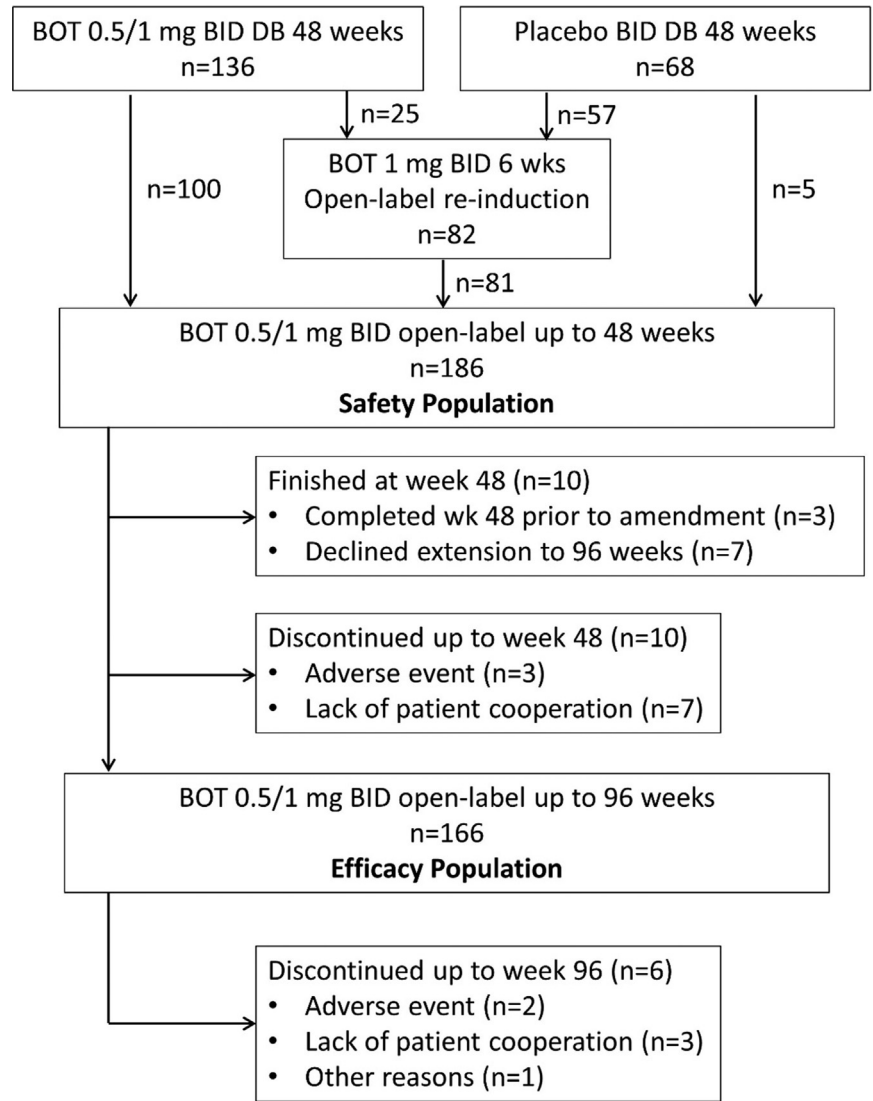 BOT 0.5/1 mg BID DB 48 weeks
n=136
Placebo BID DB 48 weeks
n=68
n=25
n=57
BOT 1 mg BID 6 wks
Open-label re-induction
n=82
n=100
n=5
n=81
BOT 0.5/1 mg BID open-label up to 48 weeks
n=186
Safety Population
Finished at week 48 (n=10)
• Completed wk 48 prior to amendment (n=3)
• Declined extension to 96 weeks (n=7)
Discontinued up to week 48 (n=10)
• Adverse event (n=3)
• Lack of patient cooperation (n=7)
BOT 0.5/1 mg BID open-label up to 96 weeks
n=166
Efficacy Population
Discontinued up to week 96 (n=6)
• Adverse event (n=2)
• Lack of patient cooperation (n=3)
• Other reasons (n=1)